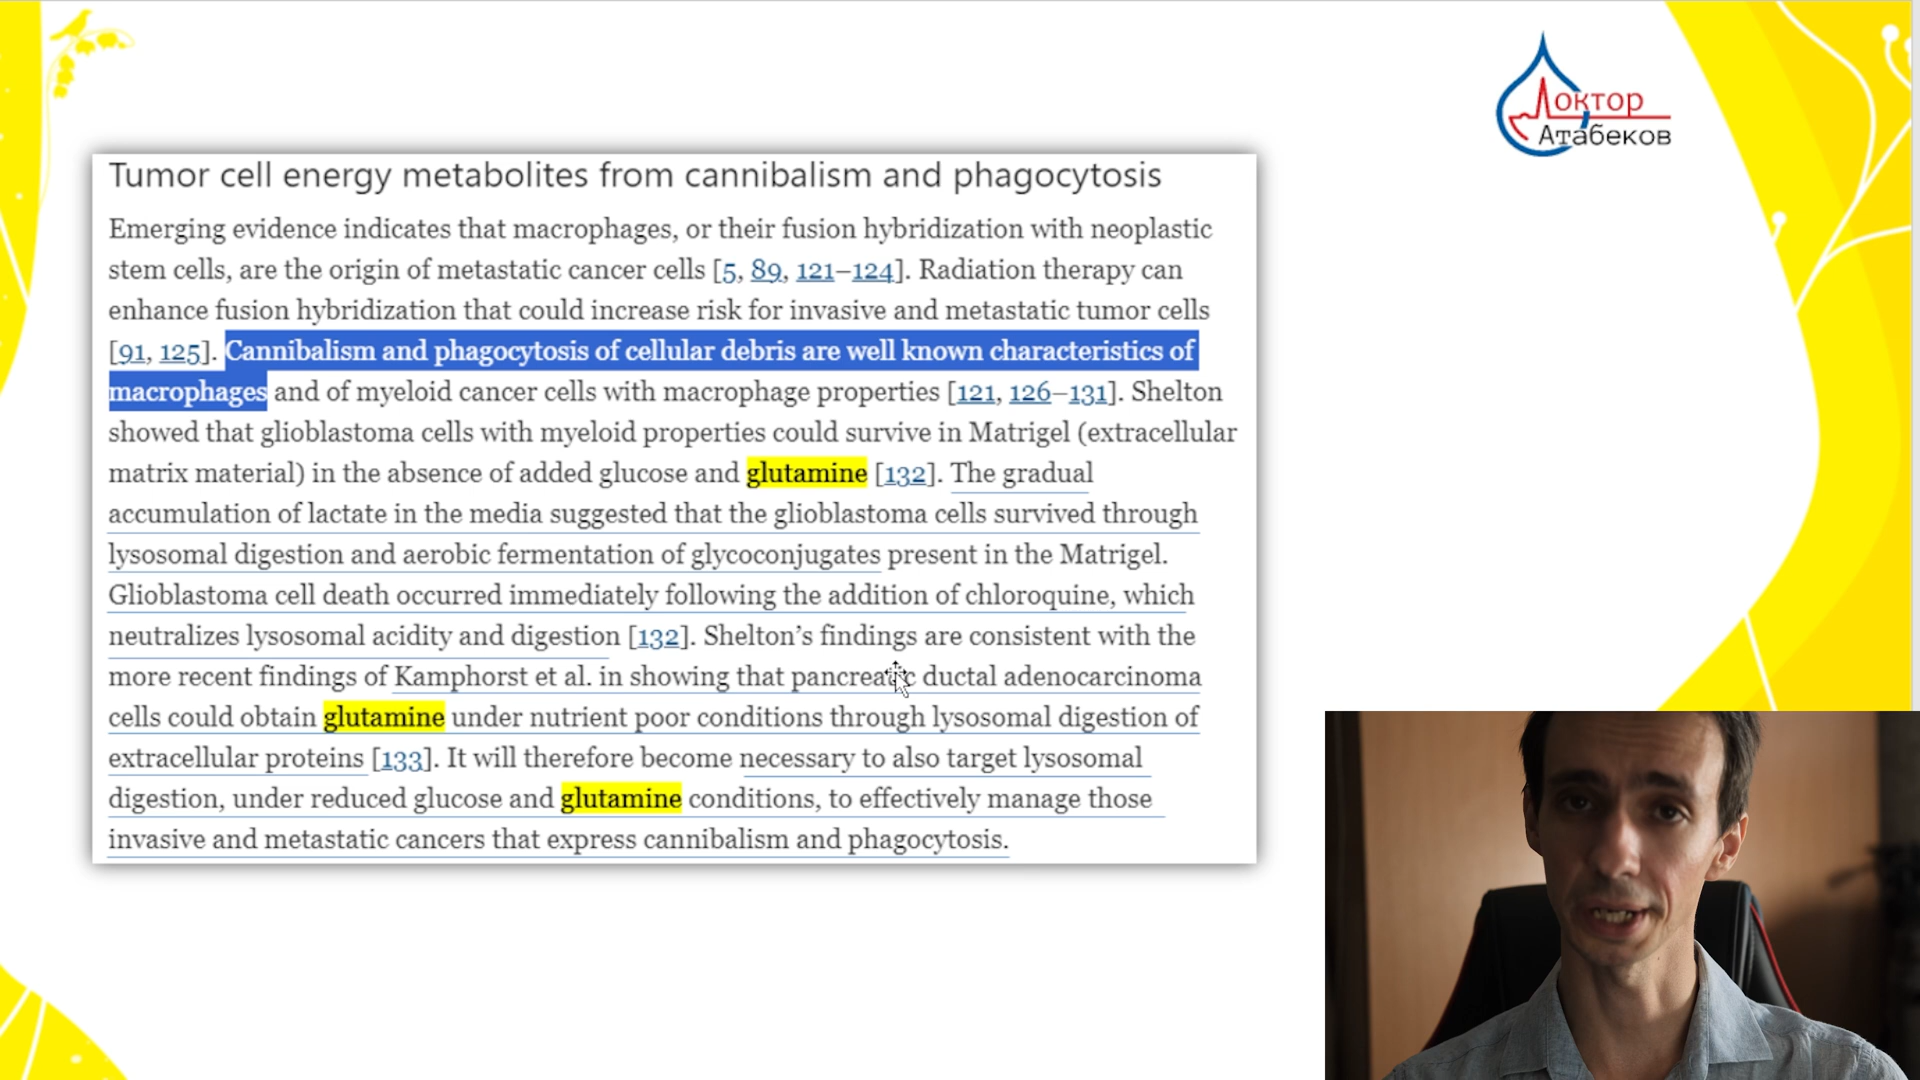 Доктор
Атабеков
Tumor cell energy metabolites from cannibalism and phagocytosis
Emerging evidence indicates that macrophages, or their fusion hybridization with neoplastic
stem cells, are the origin of metastatic cancer cells [5, 89, 121–124]. Radiation therapy can
enhance fusion hybridization that could increase risk for invasive and metastatic tumor cells
[91, 125]. Cannibalism and phagocytosis of cellular debris are well known characteristics of
macrophages and of myeloid cancer cells with macrophage properties [121, 126–131]. Shelton
showed that glioblastoma cells with myeloid properties could survive in Matrigel (extracellular
matrix material) in the absence of added glucose and glutamine [132]. The gradual
accumulation of lactate in the media suggested that the glioblastoma cells survived through
lysosomal digestion and aerobic fermentation of glycoconjugates present in the Matrigel.
Glioblastoma cell death occurred immediately following the addition of chloroquine, which
neutralizes lysosomal acidity and digestion [132]. Shelton’s findings are consistent with the
more recent findings of Kamphorst et al. in showing that pancreatic ductal adenocarcinoma
cells could obtain glutamine under nutrient poor conditions through lysosomal digestion of
extracellular proteins [133]. It will therefore become necessary to also target lysosomal
digestion, under reduced glucose and glutamine conditions, to effectively manage those
invasive and metastatic cancers that express cannibalism and phagocytosis.